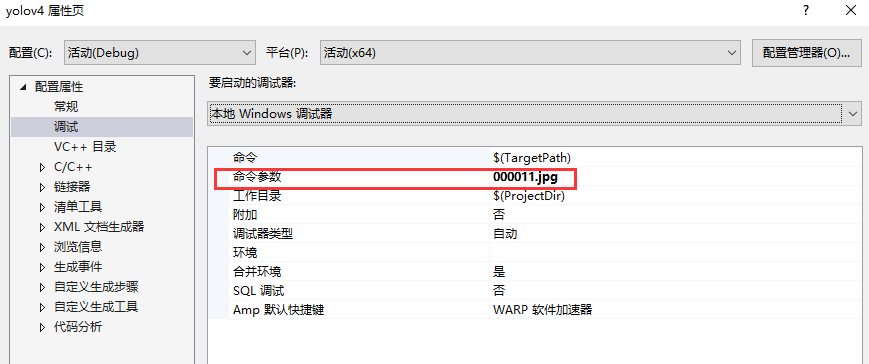 yolov4 属性页
配置(C): 活动(Debug) 平台(P): 活动(x64) 配置管理器(O)...
配置属性
常规
调试
VC++ 目录
C/C++
链接器
清单工具
XML 文档生成器
浏览信息
生成事件
自定义生成步骤
自定义生成工具
代码分析
要启动的调试器:
本地 Windows 调试器
命令 $(TargetPath)
命令参数 000011.jpg
工作目录 $(ProjectDir)
附加 否
调试器类型 自动
环境
合并环境 是
SQL 调试 否
Amp 默认快捷键 WARP 软件加速器